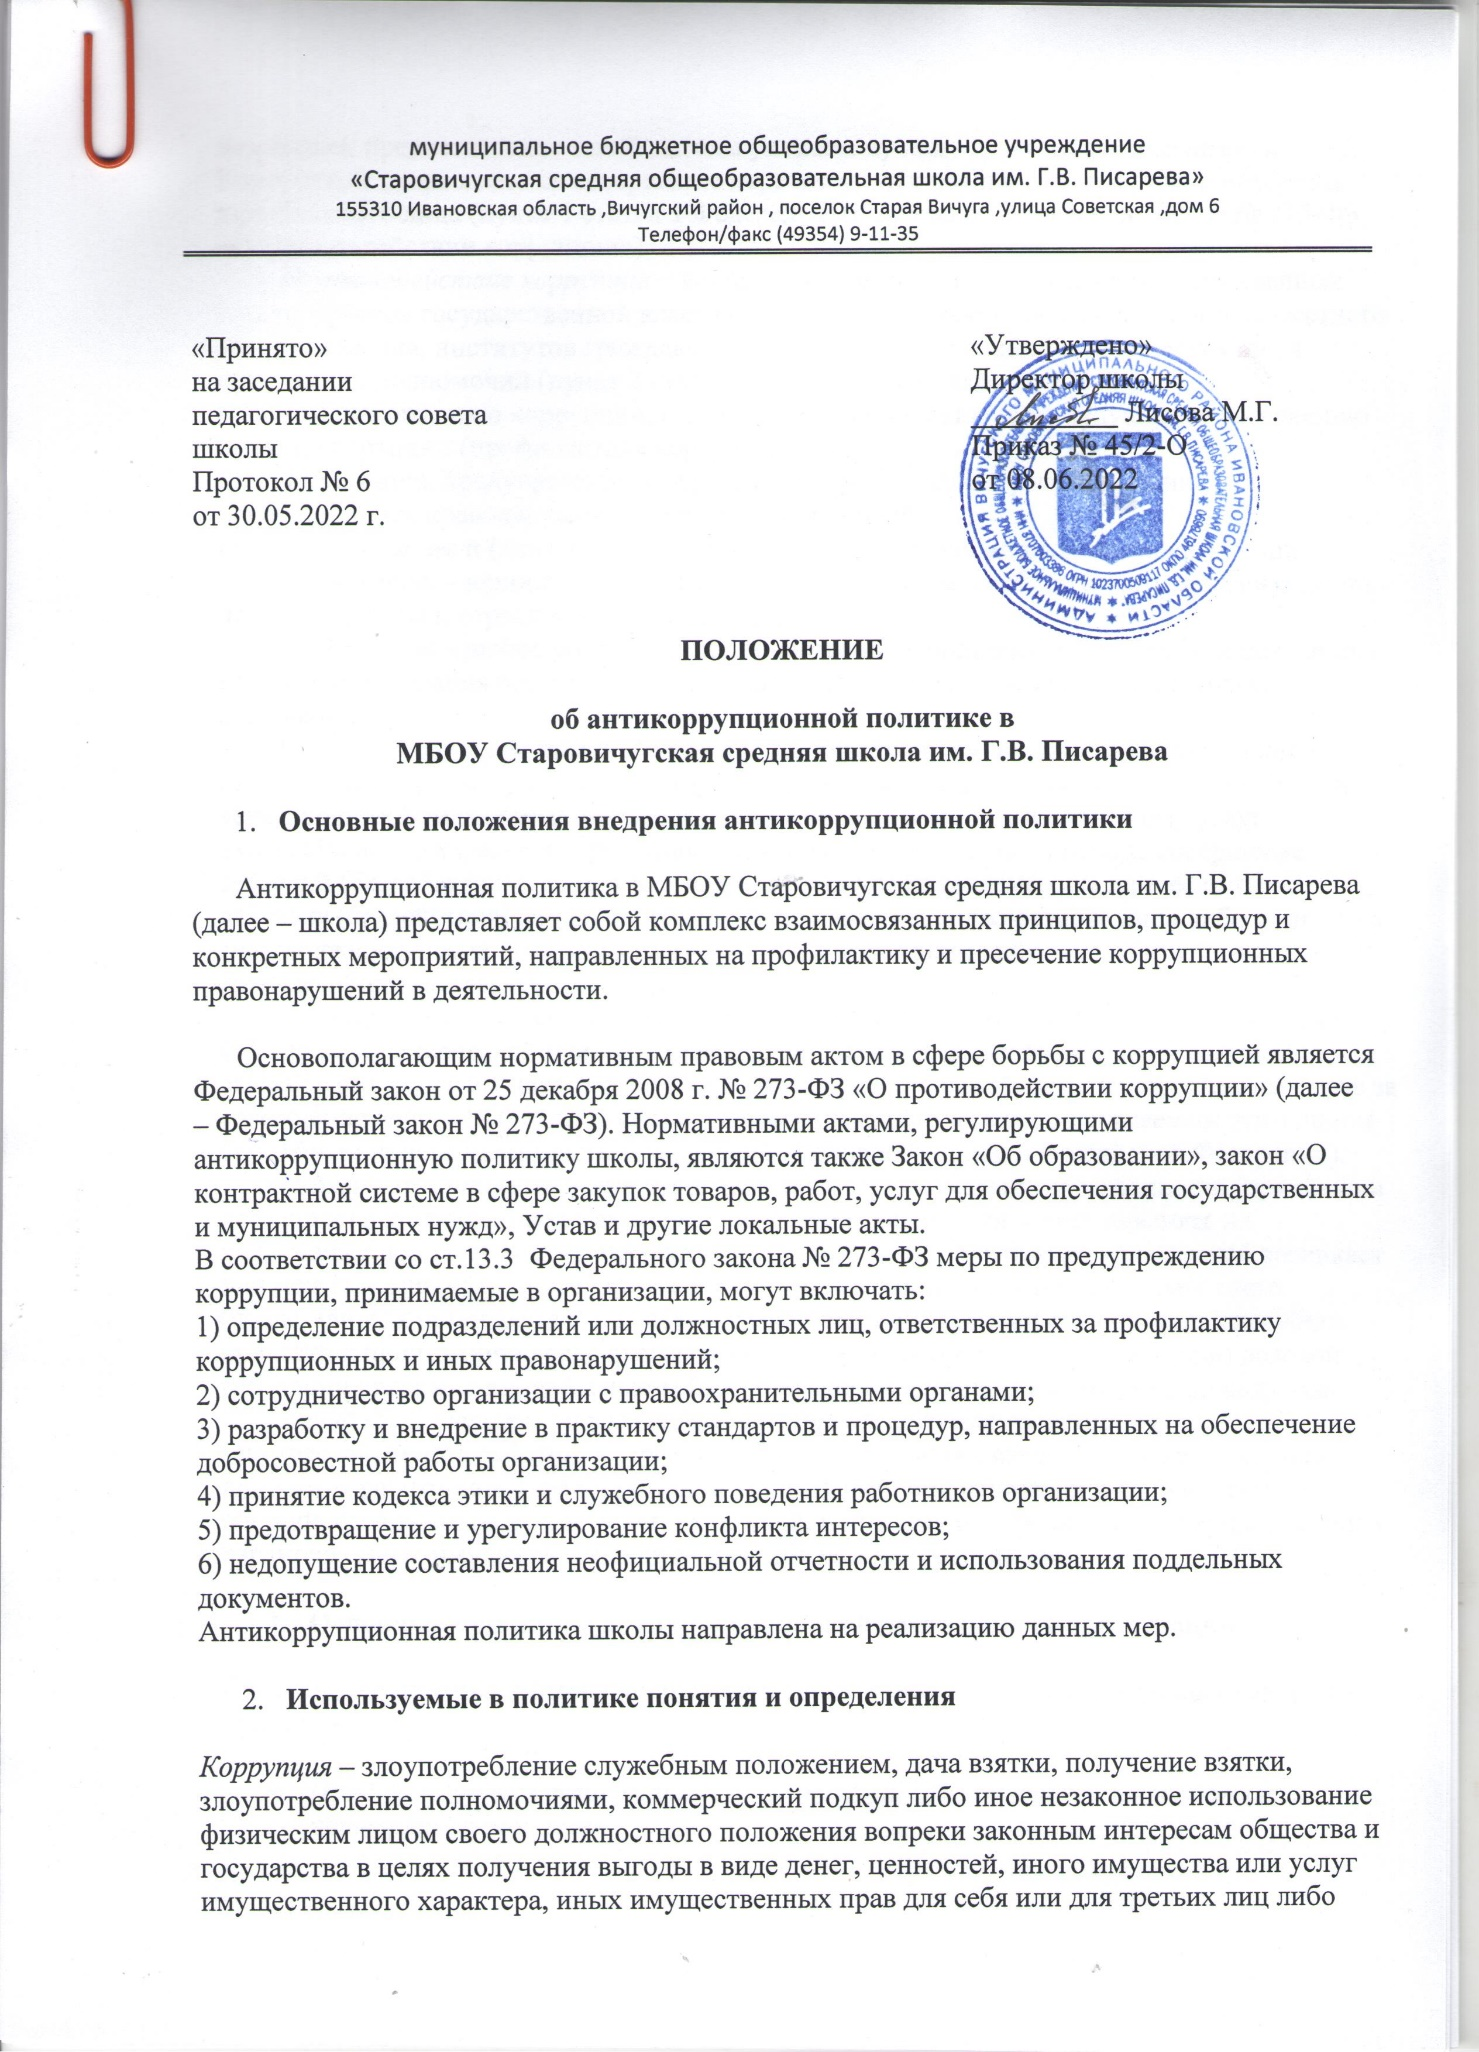 муниципальное бюджетное общеобразовательное учреждение
«Старовичугская средняя общеобразовательная школа им. Г.В. Писарева»
155310 Ивановская область ,Вичугский район , поселок Старая Вичуга ,улица Советская ,дом 6
Телефон/факс (49354) 9-11-35
«Принято»
на заседании
педагогического совета
школы
Протокол № 6
от 30.05.2022 г.
«Утверждено»
Директор школы
Лисова М.Г.
Приказ № 45/2-О
от 08.06.2022
АДМИНИСТРАЦИЯ ВИЧУГСКОГО МУНИЦИПАЛЬНОГО РАЙОНА ИВАНОВСКОЙ ОБЛАСТИ
ОГРН 1023700509117 ОКПО
ПОЛОЖЕНИЕ
об антикоррупционной политике в
МБОУ Старовичугская средняя школа им. Г.В. Писарева
1. Основные положения внедрения антикоррупционной политики
Антикоррупционная политика в МБОУ Старовичугская средняя школа им. Г.В. Писарева
(далее – школа) представляет собой комплекс взаимосвязанных принципов, процедур и
конкретных мероприятий, направленных на профилактику и пресечение коррупционных
правонарушений в деятельности.
Основополагающим нормативным правовым актом в сфере борьбы с коррупцией является
Федеральный закон от 25 декабря 2008 г. № 273-ФЗ «О противодействии коррупции» (далее
– Федеральный закон № 273-ФЗ). Нормативными актами, регулирующими
антикоррупционную политику школы, являются также Закон «Об образовании», закон «О
контрактной системе в сфере закупок товаров, работ, услуг для обеспечения государственных
и муниципальных нужд», Устав и другие локальные акты.
В соответствии со ст.13.3 Федерального закона № 273-ФЗ меры по предупреждению
коррупции, принимаемые в организации, могут включать:
1) определение подразделений или должностных лиц, ответственных за профилактику
коррупционных и иных правонарушений;
2) сотрудничество организации с правоохранительными органами;
3) разработку и внедрение в практику стандартов и процедур, направленных на обеспечение
добросовестной работы организации;
4) принятие кодекса этики и служебного поведения работников организации;
5) предотвращение и урегулирование конфликта интересов;
6) недопущение составления неофициальной отчетности и использования поддельных
документов.
Антикоррупционная политика школы направлена на реализацию данных мер.
2. Используемые в политике понятия и определения
Коррупция – злоупотребление служебным положением, дача взятки, получение взятки,
злоупотребление полномочиями, коммерческий подкуп либо иное незаконное использование
физическим лицом своего должностного положения вопреки законным интересам общества и
государства в целях получения выгоды в виде денег, ценностей, иного имущества или услуг
имущественного характера, иных имущественных прав для себя или для третьих лиц либо